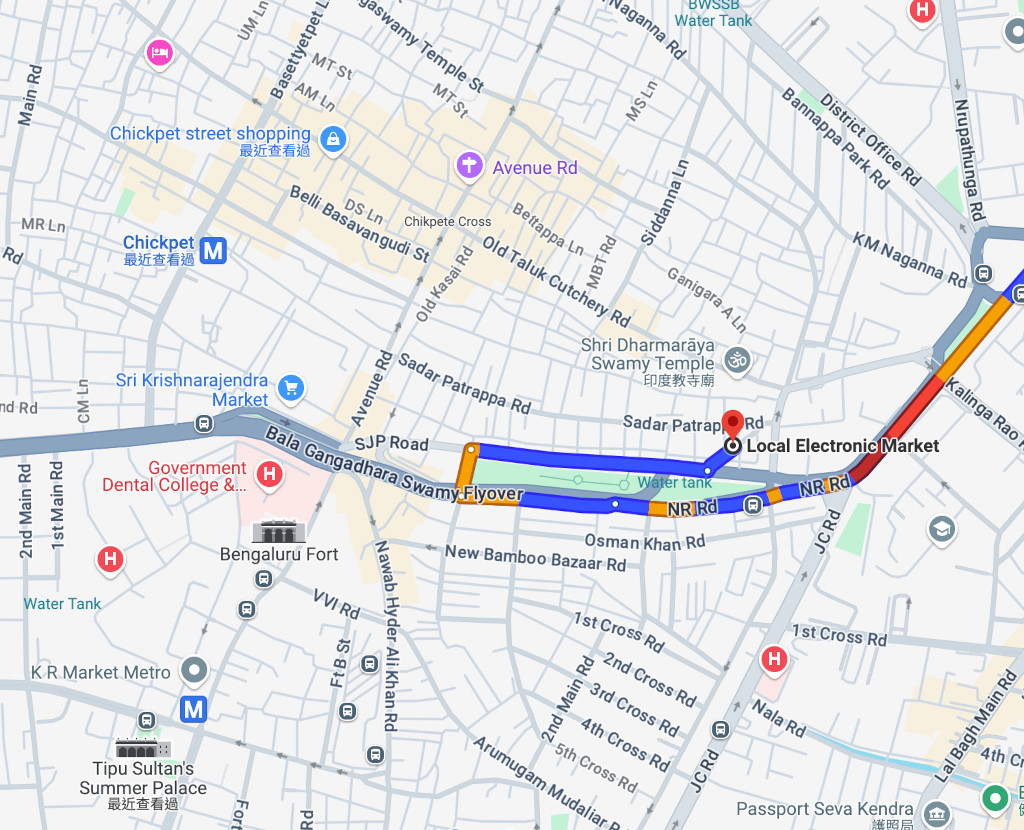 BWSSB
Water Tank
UM Ln
Basettyetpet L
gaswamy Temple St
Nagannа Rd
MT St
AM Ln
MT St
MS Ln
Main Rd
District Office Rd
Bannappa Park Rd
Nrupathunga Rd
Chickpet street shopping
最近查看過
Avenue Rd
DS Ln
Belli Basavangudi St
Chikpete Cross
Bettappa Ln
Siddanna Ln
MR Ln
Rd
Chickpet
最近查看過
M
Old Taluk Cutchery Rd
MBT Rd
KM Naganna Rd
Old Kasai Rd
Ganigara A Ln
Shri Dharmarāya
Swamy Temple
印度教寺廟
Avenue Rd
Sadar Patrappa Rd
Sri Krishnarajendra
Market
CM Ln
nd Rd
Kalinga Rao
Sadar Patrapp
Rd
Local Electronic Market
SJP Road
Bala Gangadhara Swamy Flyover
Government
Dental College &...
Water tank
NR Rd
NR Rd
2nd Main Rd
1st Main Rd
Bengaluru Fort
Osman Khan Rd
JC Rd
New Bamboo Bazaar Rd
Nawab Hyder Ali Khan Rd
Water Tank
VVI Rd
1st Cross Rd
1st Cross Rd
Ft B St
2nd Cross Rd
K R Market Metro
M
3rd Cross Rd
2nd Main Rd
4th Cross Rd
Nala Rd
Lal Bagh Main Rd
5th Cross Rd
4th Cr
Tipu Sultan's
Summer Palace
最近查看過
Arumugam Mudaliar
JC Rd
Fort
Rd
Passport Seva Kendra
護照局